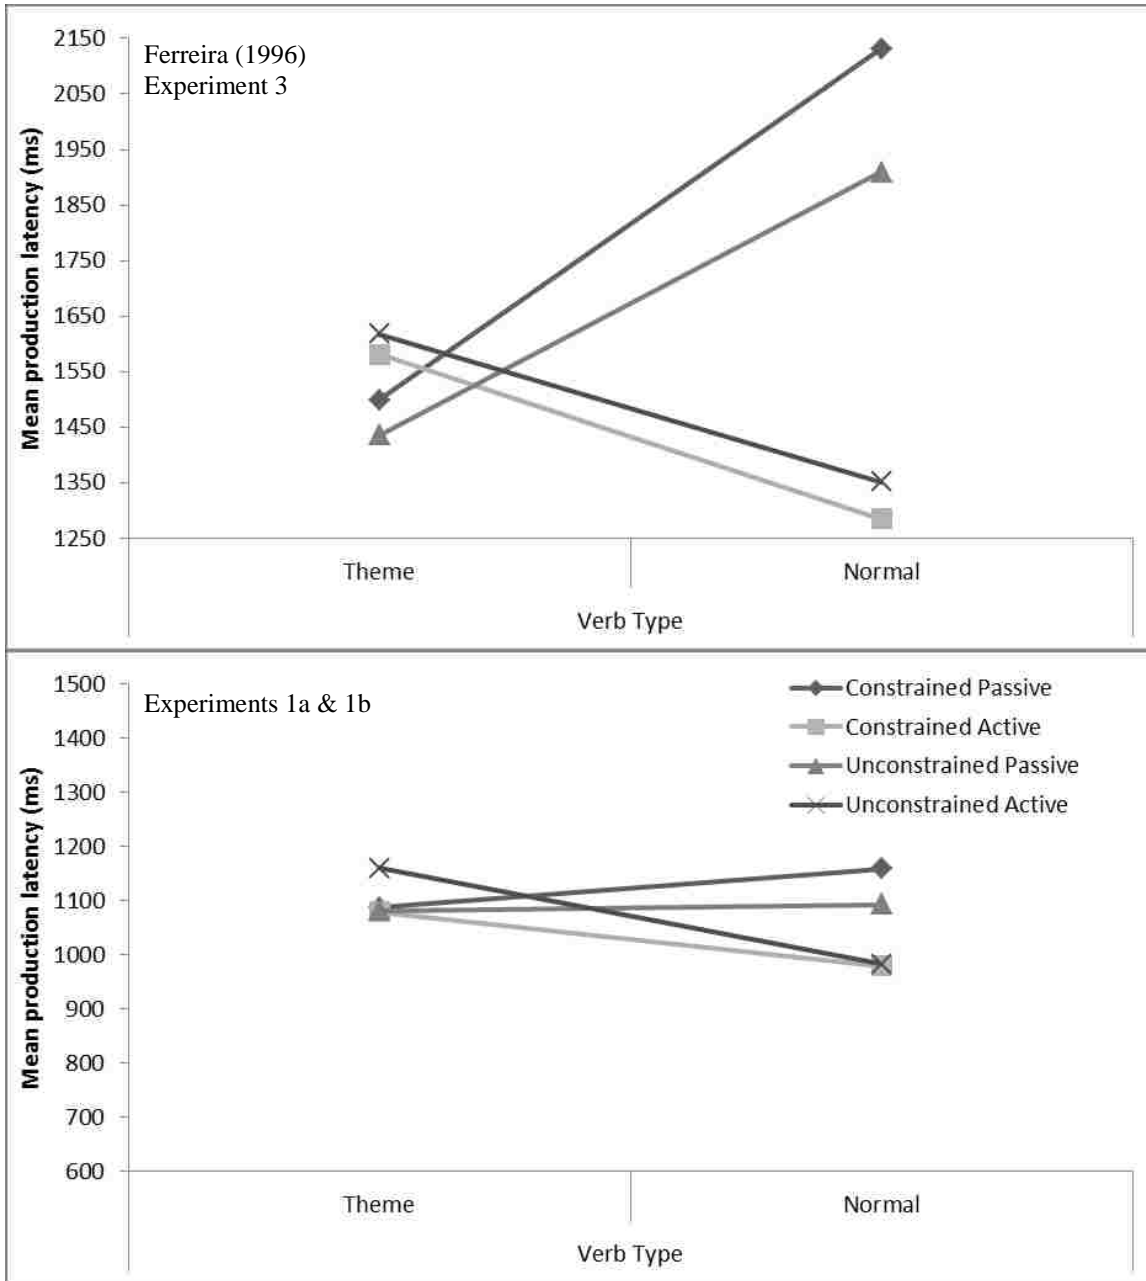 Ferreira (1996)
Experiment 3
Mean production latency (ms)
2150
2050
1950
1850
1750
1650
1550
1450
1350
1250
Theme Normal
Verb Type
Experiments 1a & 1b
Constrained Passive
Constrained Active
Unconstrained Passive
Unconstrained Active
Mean production latency (ms)
1500
1400
1300
1200
1100
1000
900
800
700
600
Theme Normal
Verb Type